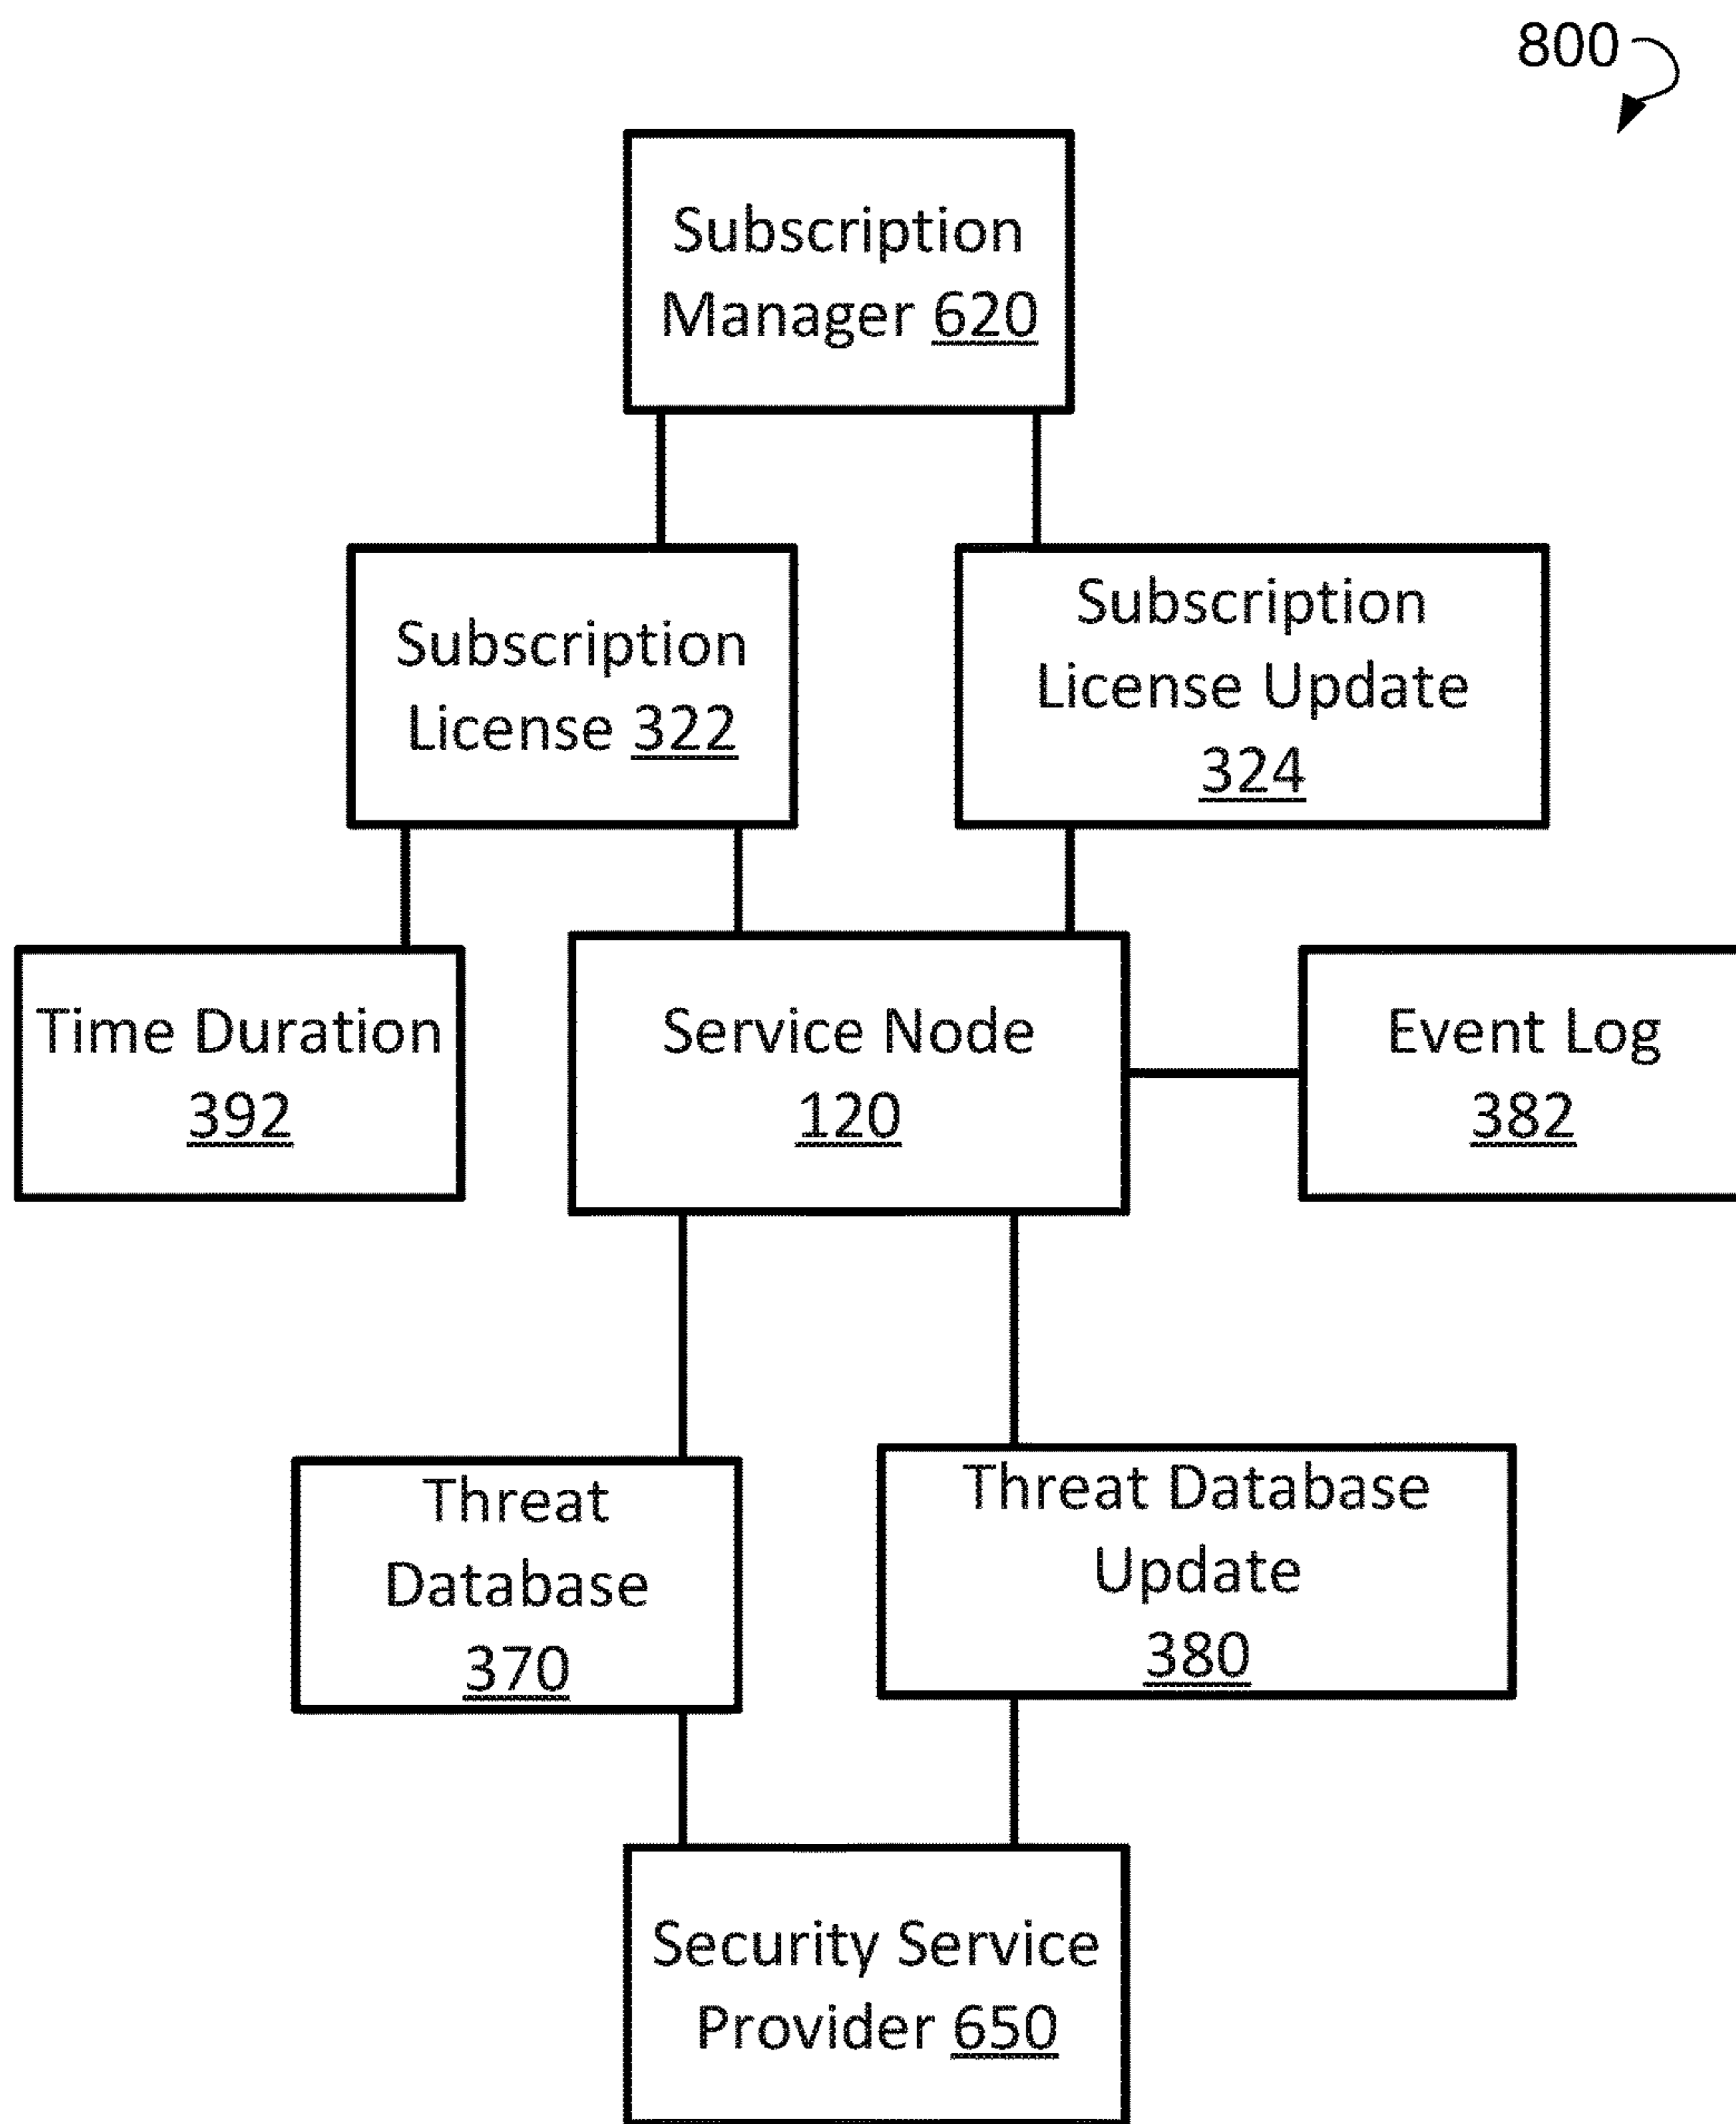 800
Subscription
Manager 620
Subscription
License 322
Subscription
License Update
324
Time Duration
392
Service Node
120
Event Log
382
Threat
Database
370
Threat Database
Update
380
Security Service
Provider 650